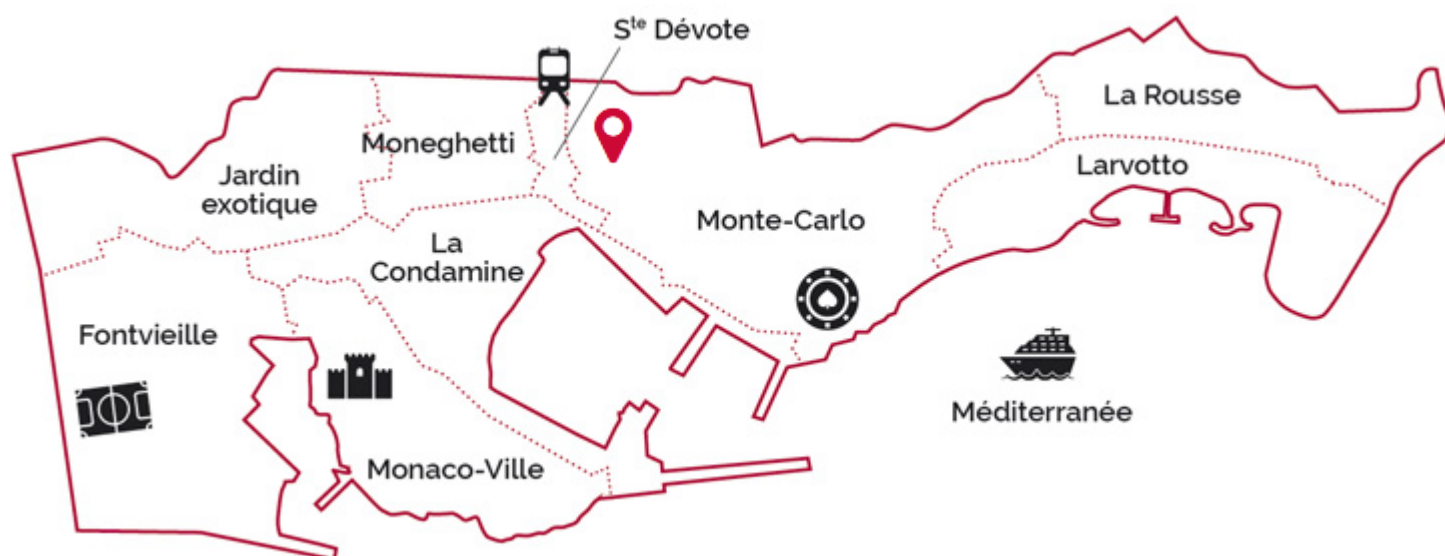 Sᵗᵉ Dévote
La Rousse
Moneghetti
Larvotto
Jardin
exotique
Monte-Carlo
La
Condamine
Fontvieille
Méditerranée
Monaco-Ville